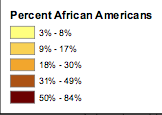 Percent African Americans
3% - 8%
9% - 17%
18% - 30%
31% - 49%
50% - 84%